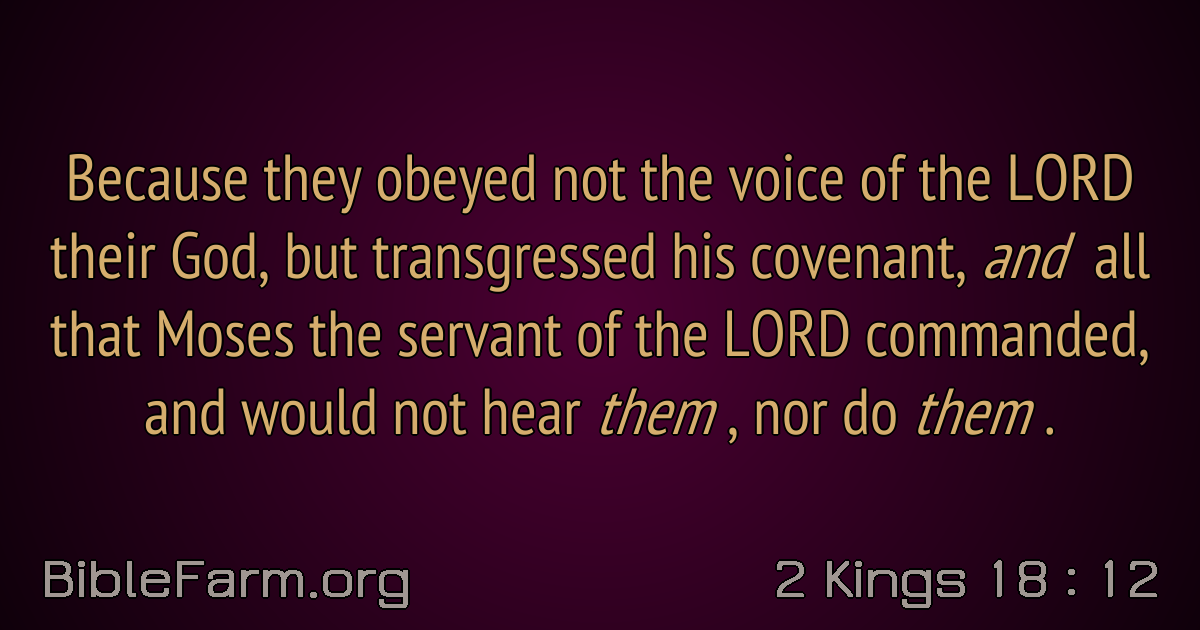 Because they obeyed not the voice of the LORD
their God, but transgressed his covenant, and all
that Moses the servant of the LORD commanded,
and would not hear them , nor do them .
BibleFarm.org
2 Kings 18 : 12